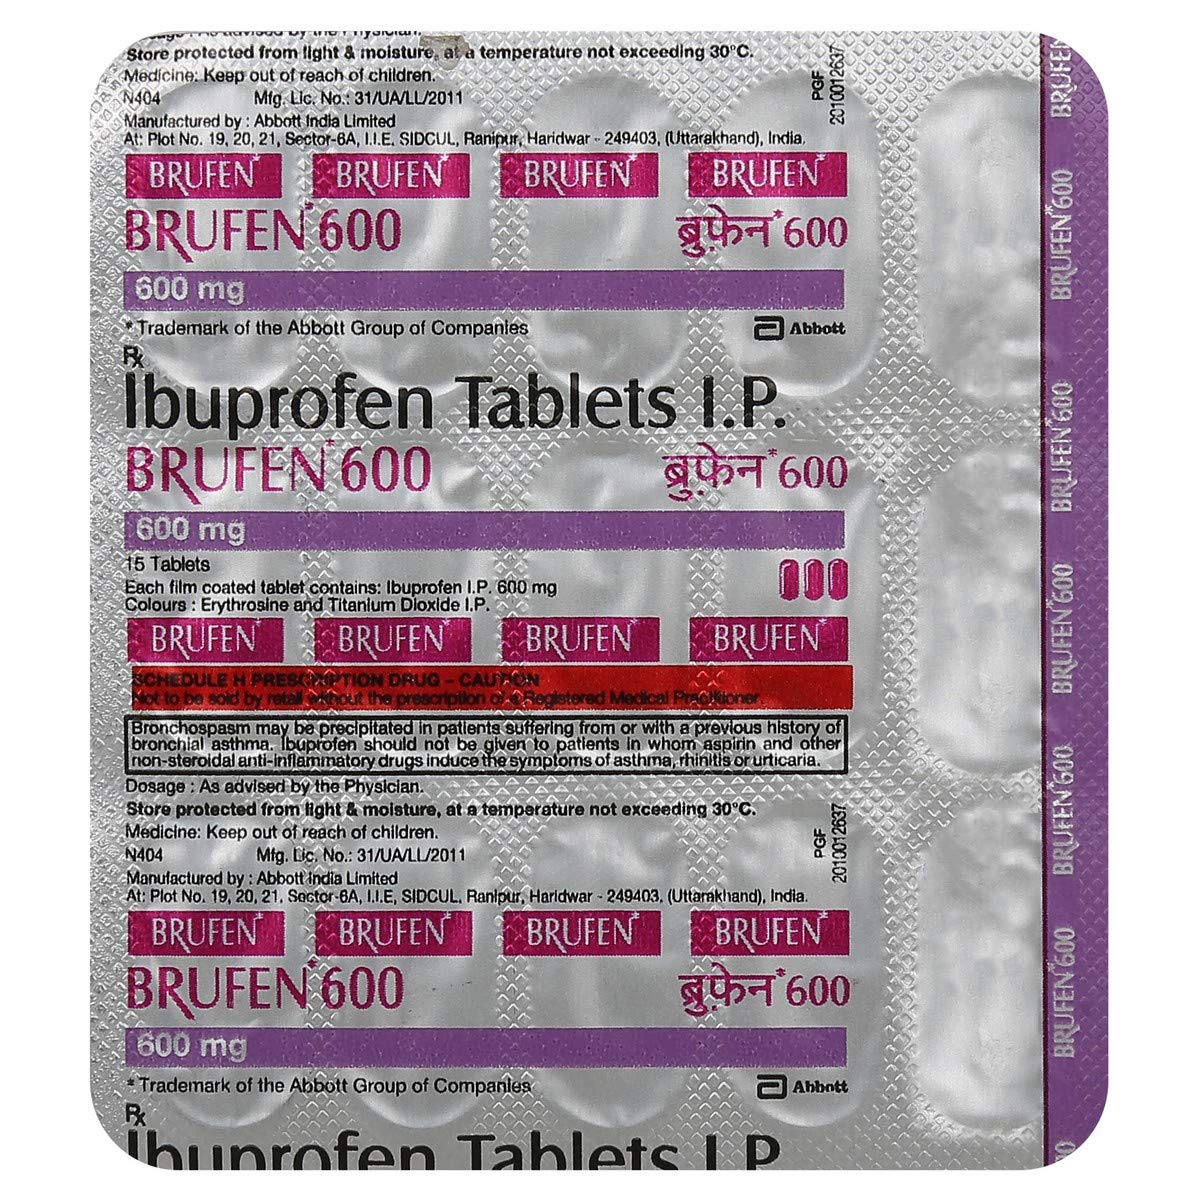 Dosage : As advised by the Physician.
Store protected from light & moisture, at a temperature not exceeding 30°C.
Medicine: Keep out of reach of children.
N404 Mfg. Lic. No.: 31/UA/LL/2011
Manufactured by : Abbott India Limited
At: Plot No. 19, 20, 21, Sector-6A, I.I.E. SIDCUL, Ranipur, Haridwar - 249403, (Uttarakhand), India.
PGF
2010012637
BRUFEN* BRUFEN* BRUFEN* BRUFEN*
BRUFEN*600 ब्रुफ़ेन*600
600 mg
* Trademark of the Abbott Group of Companies Abbott
Rx
Ibuprofen Tablets I.P.
BRUFEN*600 ब्रुफ़ेन*600
600 mg
15 Tablets
Each film coated tablet contains: Ibuprofen I.P. 600 mg
Colours : Erythrosine and Titanium Dioxide I.P.
BRUFEN* BRUFEN* BRUFEN* BRUFEN*
SCHEDULE H PRESCRIPTION DRUG - CAUTION
Not to be sold by retail without the prescription of a Registered Medical Practitioner.
Bronchospasm may be precipitated in patients suffering from or with a previous history of
bronchial asthma. Ibuprofen should not be given to patients in whom aspirin and other
non-steroidal anti-inflammatory drugs induce the symptoms of asthma, rhinitis or urticaria.
Dosage : As advised by the Physician.
Store protected from light & moisture, at a temperature not exceeding 30°C.
Medicine: Keep out of reach of children.
N404 Mfg. Lic. No.: 31/UA/LL/2011
Manufactured by : Abbott India Limited
At: Plot No. 19, 20, 21, Sector-6A, I.I.E, SIDCUL, Ranipur, Haridwar - 249403, (Uttarakhand), India.
PGF
2010012637
BRUFEN* BRUFEN* BRUFEN* BRUFEN*
BRUFEN*600 ब्रुफ़ेन*600
600 mg
* Trademark of the Abbott Group of Companies Abbott
Rx
Ibuprofen Tablets I.P.
BRUFEN
BRUFEN*600
BRUFEN*600
BRUFEN*600
BRUFEN*600
BRUFEN*600